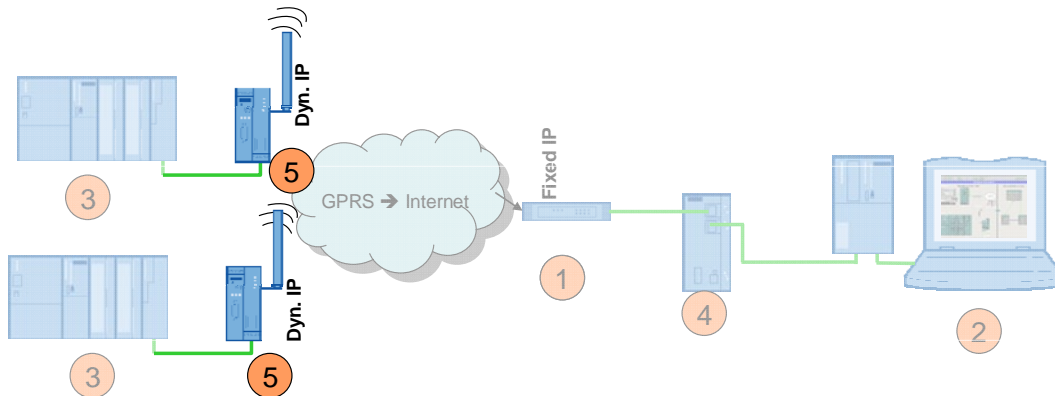 Dyn. IP
3
5
GPRS ➔ Internet
Fixed IP
1
4
2
Dyn. IP
3
5